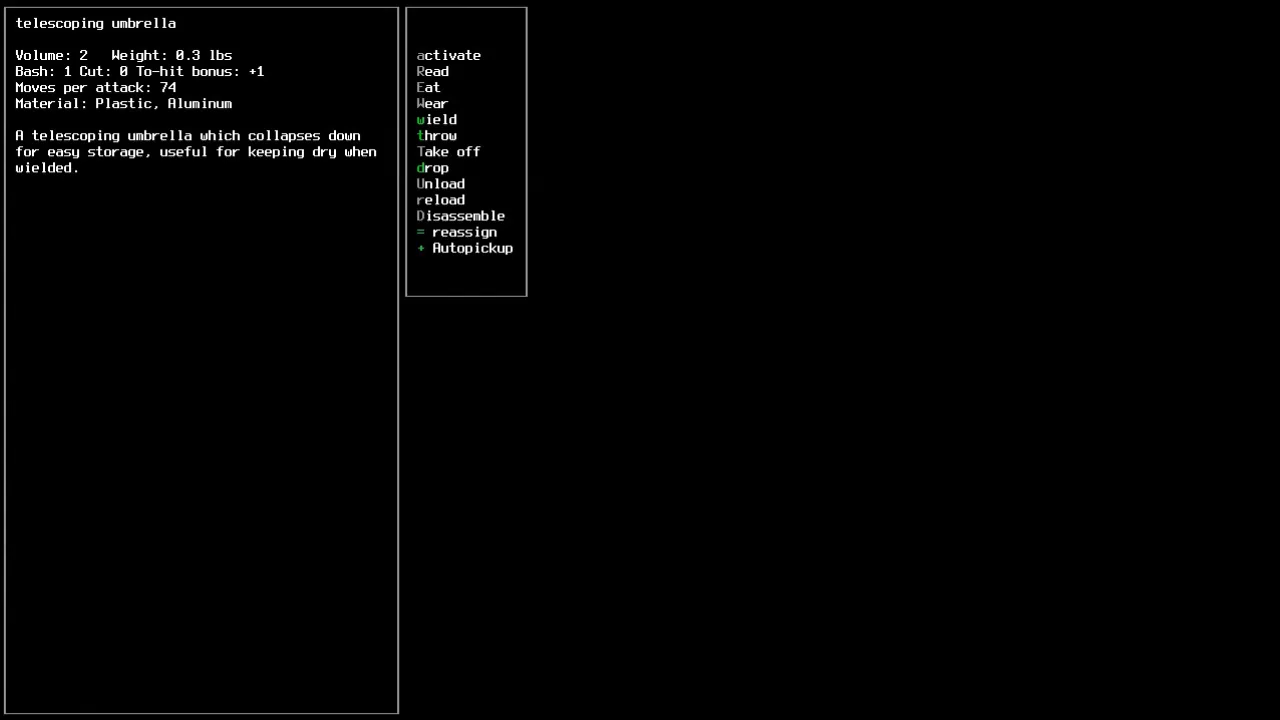 telescoping umbrella
Volume: 2   Weight: 0.3 lbs
Bash: 1 Cut: 0 To-hit bonus: +1
Moves per attack: 74
Material: Plastic, Aluminum
A telescoping umbrella which collapses down
for easy storage, useful for keeping dry when
wielded.
activate
Read
Eat
Wear
wield
throw
Take off
drop
Unload
reload
Disassemble
= reassign
+ Autopickup